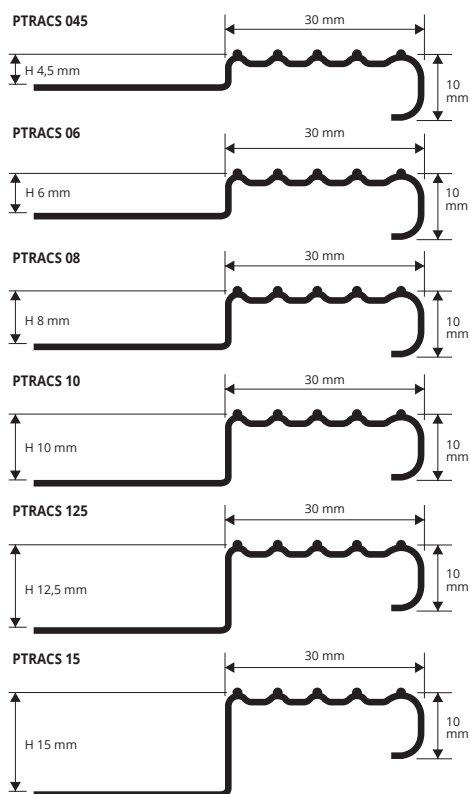 PTRACS 045
30 mm
H 4,5 mm
10
mm
PTRACS 06
30 mm
H 6 mm
10
mm
PTRACS 08
30 mm
H 8 mm
10
mm
PTRACS 10
30 mm
H 10 mm
10
mm
PTRACS 125
30 mm
H 12,5 mm
10
mm
PTRACS 15
30 mm
H 15 mm
10
mm